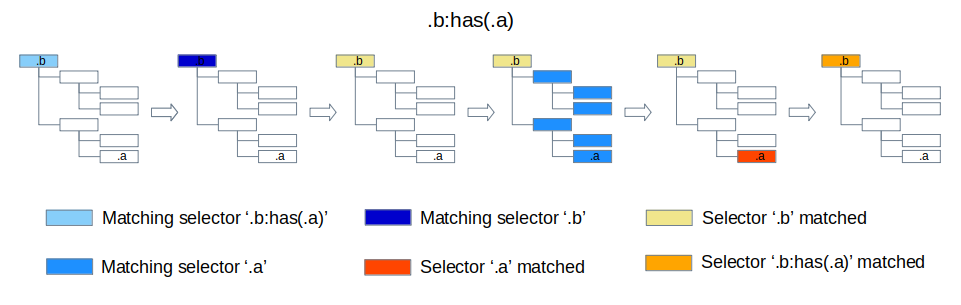 .b:has(.a)
.b .b .b .b .b .b
.a .a .a .a .a .a
Matching selector ‘.b:has(.a)’ Matching selector ‘.b’ Selector ‘.b’ matched
Matching selector ‘.a’ Selector ‘.a’ matched Selector ‘.b:has(.a)’ matched